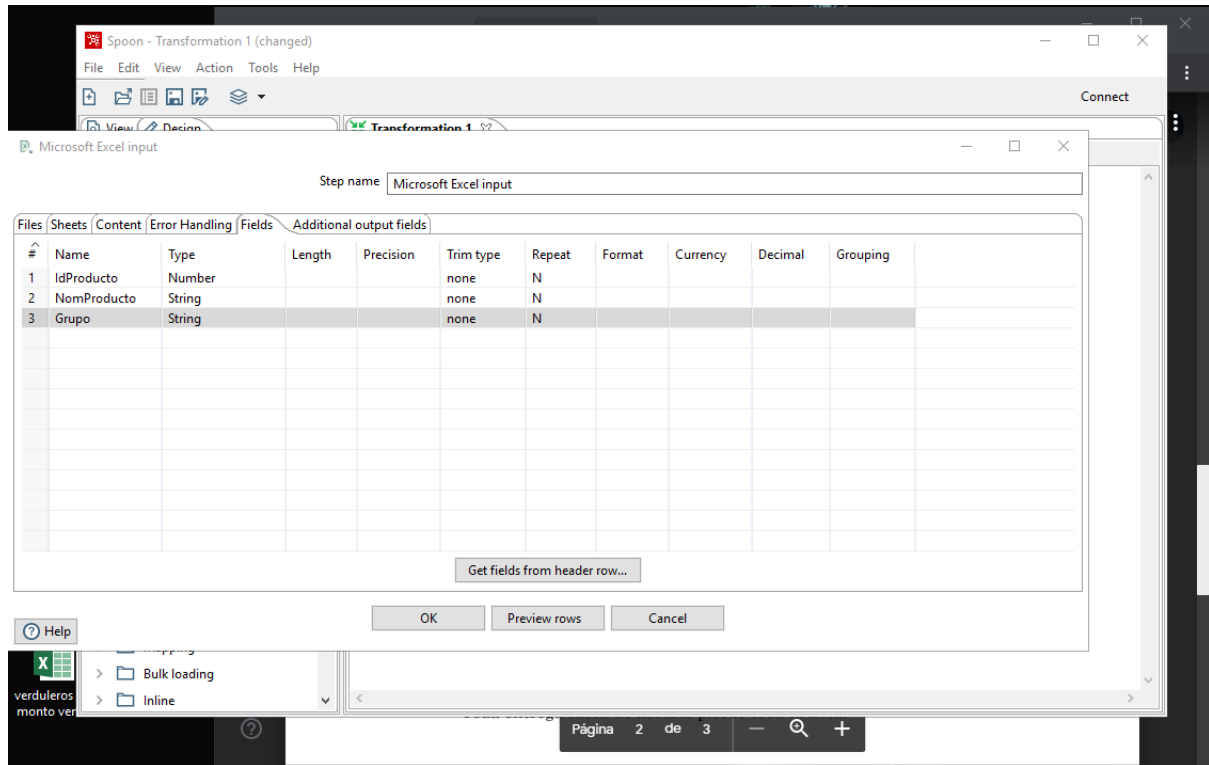 Spoon - Transformation 1 (changed)
File Edit View Action Tools Help
Connect
View Design Transformation 1
Microsoft Excel input
Step name Microsoft Excel input
Files Sheets Content Error Handling Fields Additional output fields
# Name Type Length Precision Trim type Repeat Format Currency Decimal Grouping
1 IdProducto Number none N
2 NomProducto String none N
3 Grupo String none N
Get fields from header row...
OK Preview rows Cancel
Help
Bulk loading
Inline
verduleros
monto ver
Página 2 de 3